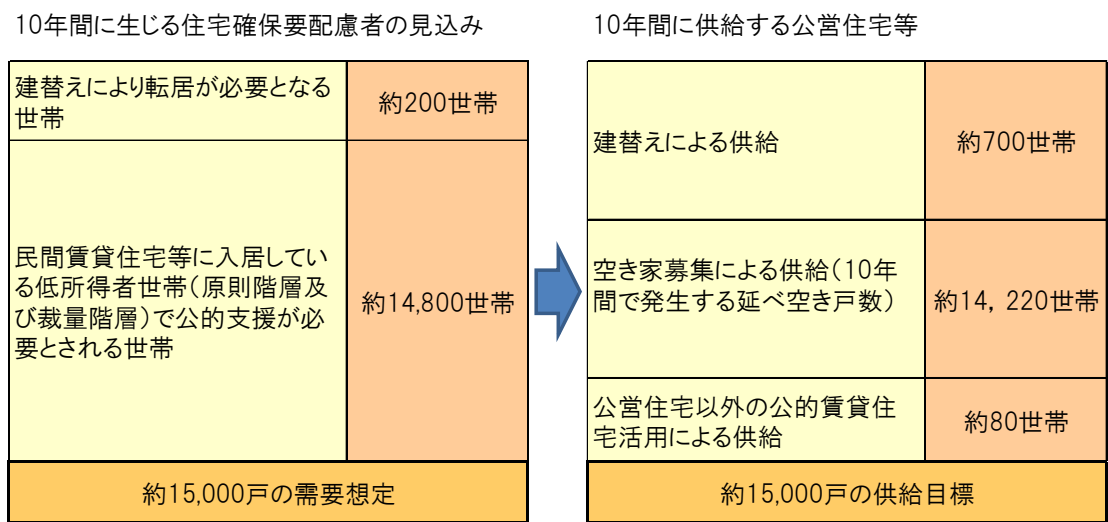 10年間に生じる住宅確保要配慮者の見込み
建替えにより転居が必要となる
世帯
約200世帯
民間賃貸住宅等に入居してい
る低所得者世帯(原則階層及
び裁量階層)で公的支援が必
要とされる世帯
約14,800世帯
約15,000戸の需要想定
10年間に供給する公営住宅等
建替えによる供給
約700世帯
空き家募集による供給(10年
間で発生する延べ空き戸数)
約14, 220世帯
公営住宅以外の公的賃貸住
宅活用による供給
約80世帯
約15,000戸の供給目標